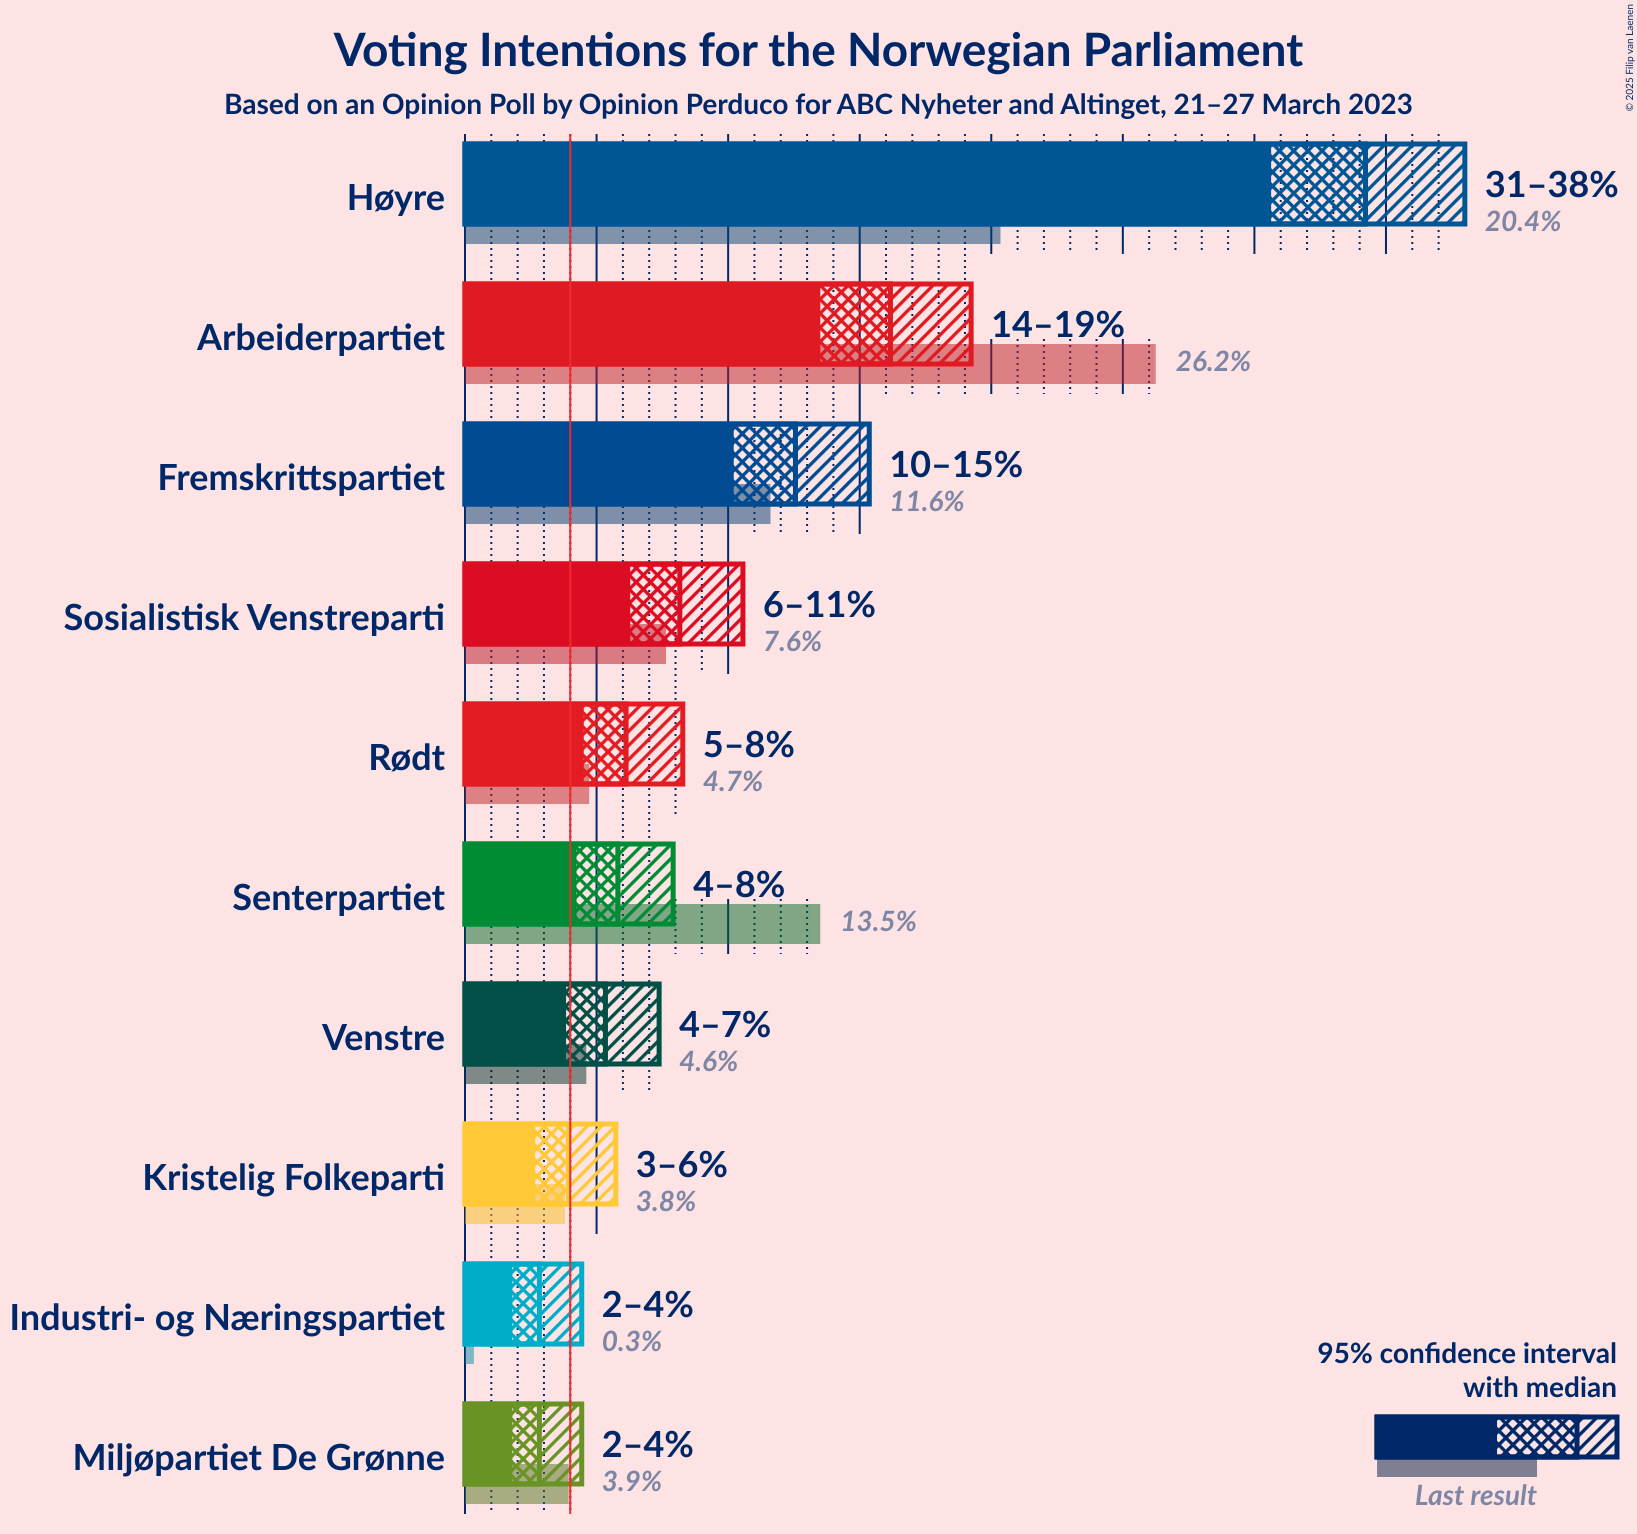 Voting Intentions for the Norwegian Parliament
Based on an Opinion Poll by Opinion Perduco for ABC Nyheter and Altinget, 21–27 March 2023
© 2025 Filip van Laenen
Høyre
31–38%
20.4%
Arbeiderpartiet
14–19%
26.2%
Fremskrittspartiet
10–15%
11.6%
Sosialistisk Venstreparti
6–11%
7.6%
Rødt
5–8%
4.7%
Senterpartiet
4–8%
13.5%
Venstre
4–7%
4.6%
Kristelig Folkeparti
3–6%
3.8%
Industri- og Næringspartiet
2–4%
0.3%
Miljøpartiet De Grønne
2–4%
3.9%
95% confidence interval
with median
Last result